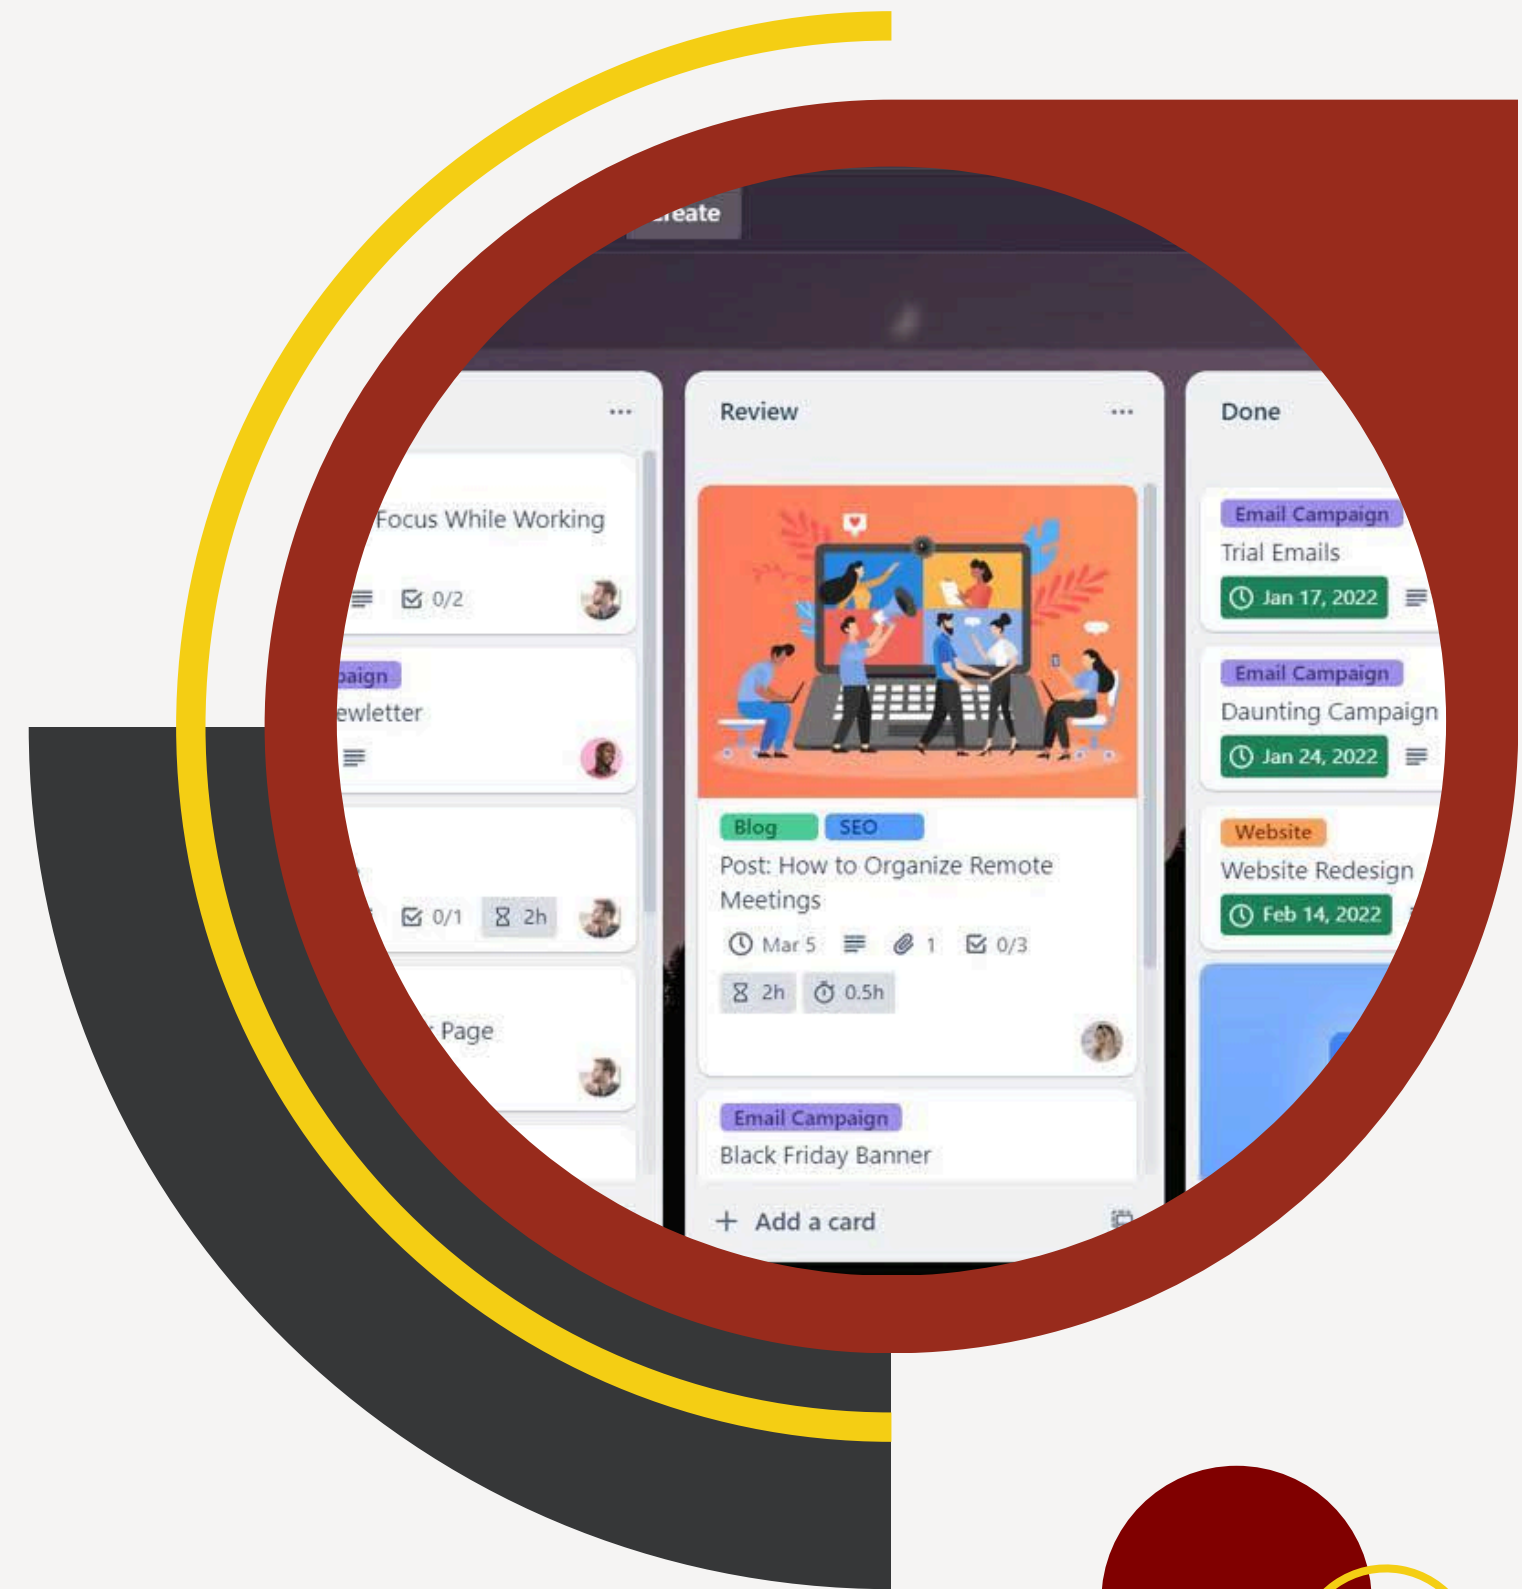 Focus While Working
0/2
0/1
2h
Page
Review
Blog
SEO
Post: How to Organize Remote
Meetings
Mar 5
1
0/3
2h
0.5h
Email Campaign
Black Friday Banner
+ Add a card
Done
Email Campaign
Trial Emails
Jan 17, 2022
Email Campaign
Daunting Campaign
Jan 24, 2022
Website
Website Redesign
Feb 14, 2022